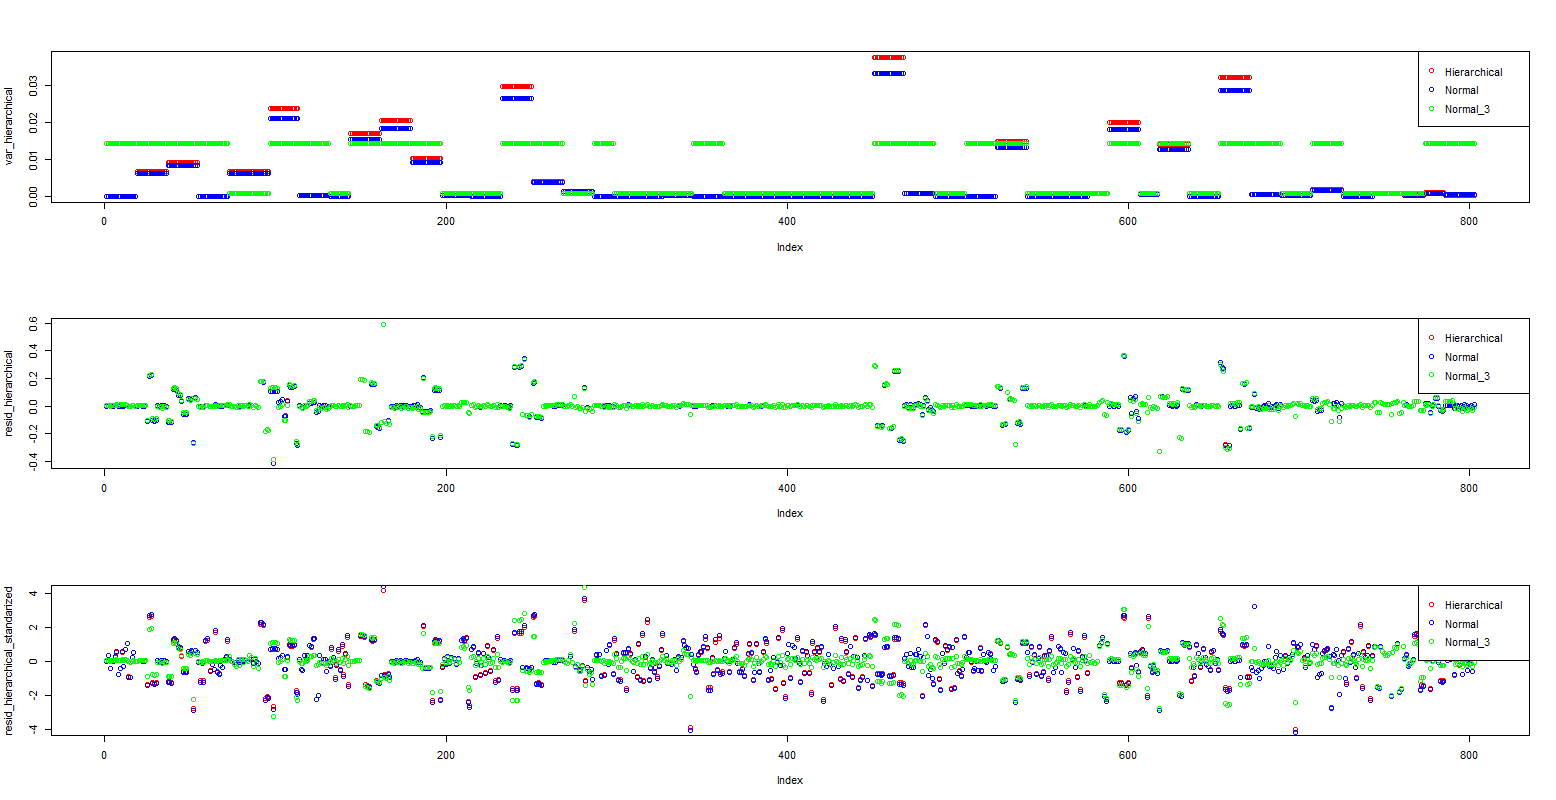 var_hierarchical
0.00 0.01 0.02 0.03
Hierarchical
Normal
Normal_3
0 200 400 600 800
Index
resid_hierarchical
-0.4 -0.2 0.0 0.2 0.4 0.6
Hierarchical
Normal
Normal_3
0 200 400 600 800
Index
resid_hierarchical_standarized
-4 -2 0 2 4
Hierarchical
Normal
Normal_3
0 200 400 600 800
Index